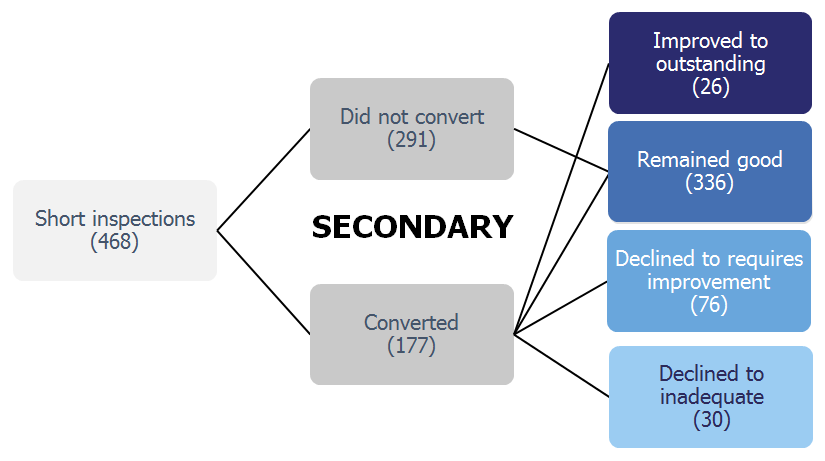 Short inspections
(468)
Did not convert
(291)
SECONDARY
Converted
(177)
Improved to
outstanding
(26)
Remained good
(336)
Declined to requires
improvement
(76)
Declined to
inadequate
(30)